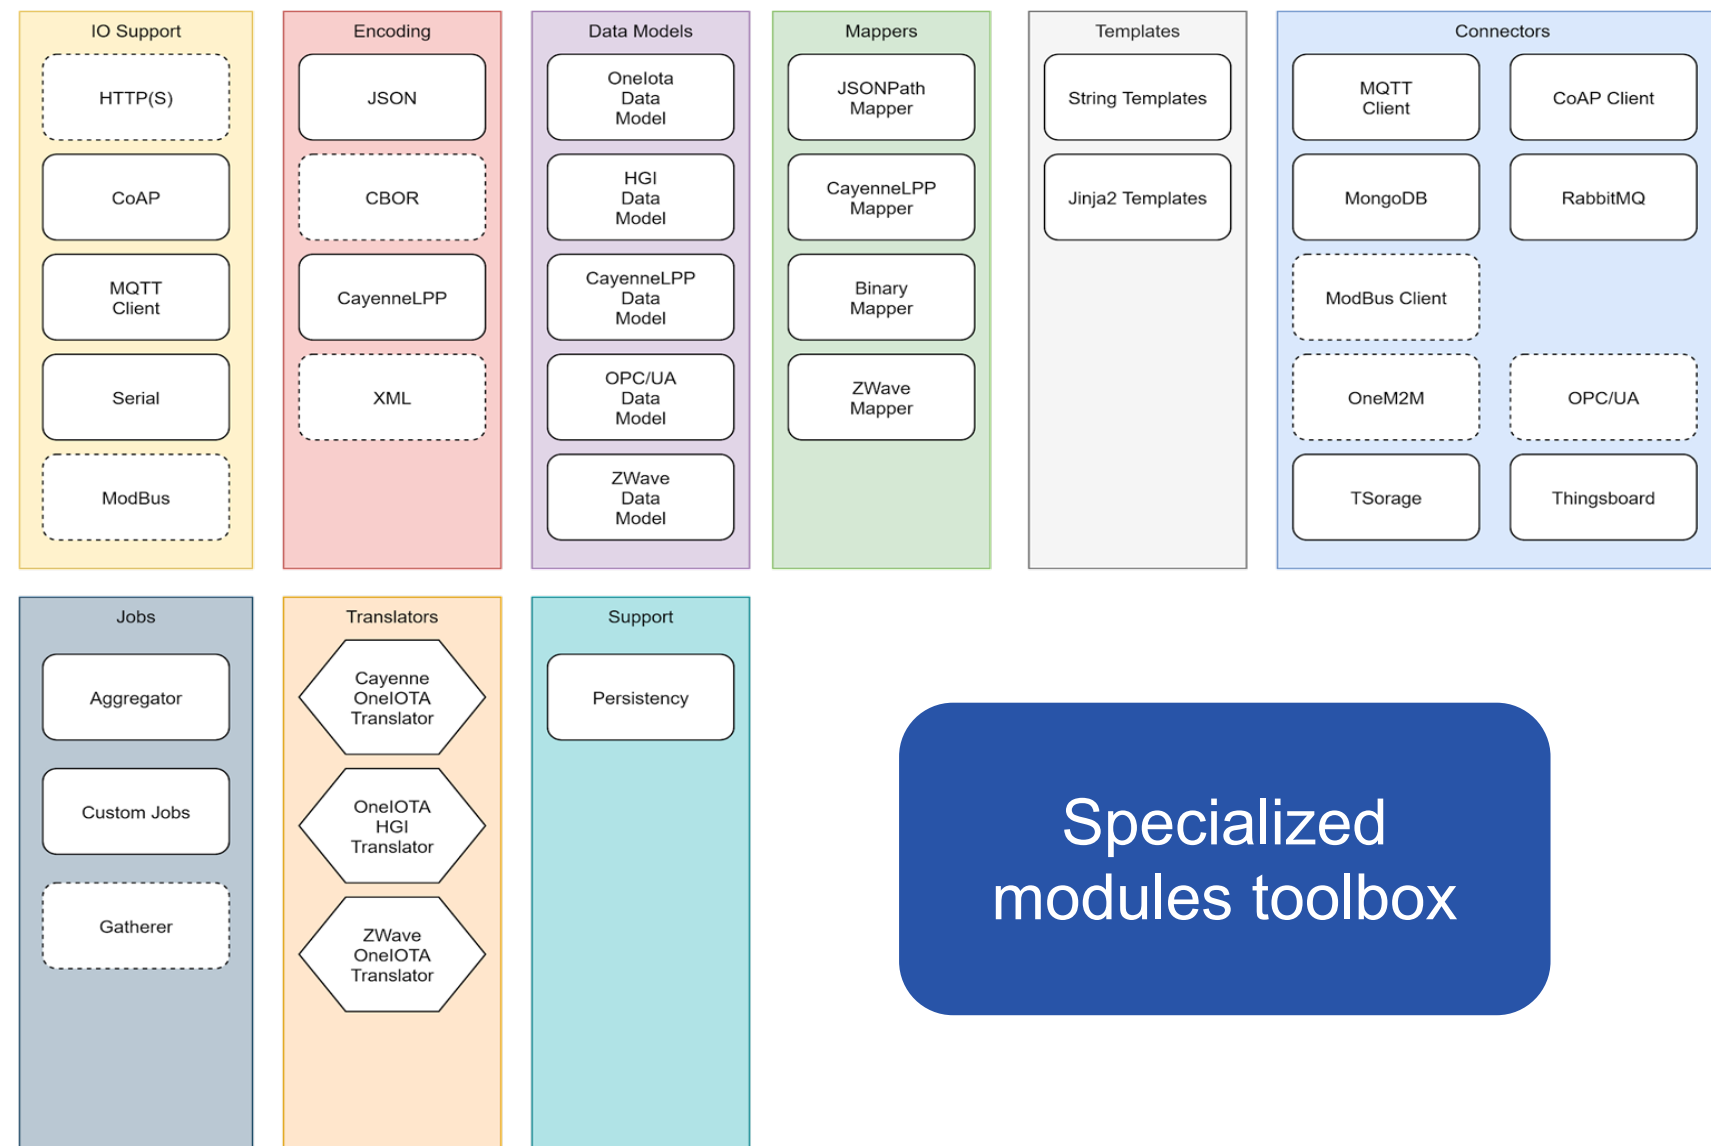 IO Support
HTTP(S)
CoAP
MQTT
Client
Serial
ModBus
Encoding
JSON
CBOR
CayenneLPP
XML
Data Models
OneIota
Data
Model
HGI
Data
Model
CayenneLPP
Data
Model
OPC/UA
Data
Model
ZWave
Data
Model
Mappers
JSONPath
Mapper
CayenneLPP
Mapper
Binary
Mapper
ZWave
Mapper
Templates
String Templates
Jinja2 Templates
Connectors
MQTT
Client
CoAP Client
MongoDB
RabbitMQ
ModBus Client
OneM2M
OPC/UA
TSorage
Thingsboard
Jobs
Aggregator
Custom Jobs
Gatherer
Translators
Cayenne
OneIOTA
Translator
OneIOTA
HGI
Translator
ZWave
OneIOTA
Translator
Support
Persistency
Specialized
modules toolbox